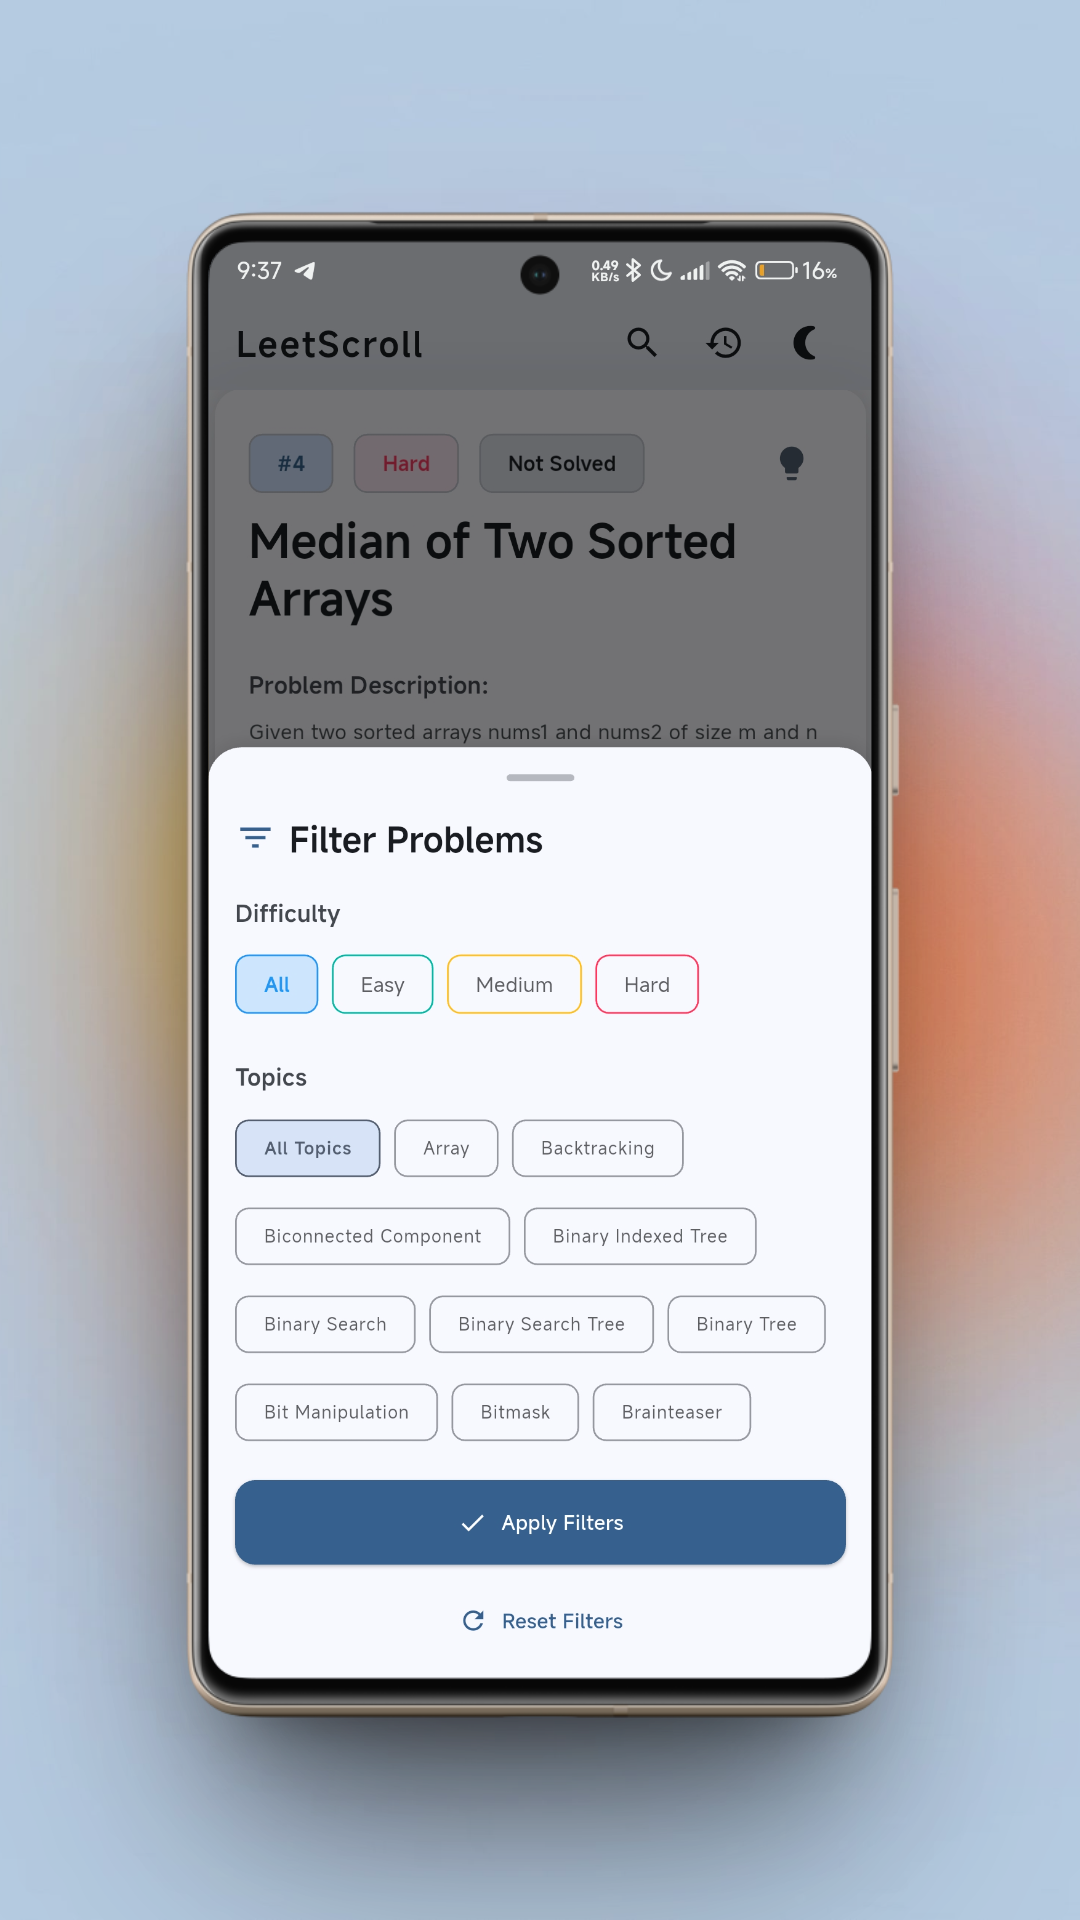 9:37 0.49 KB/s 16%
LeetScroll
#4 Hard Not Solved
Median of Two Sorted
Arrays
Problem Description:
Given two sorted arrays nums1 and nums2 of size m and n
Filter Problems
Difficulty
All Easy Medium Hard
Topics
All Topics Array Backtracking
Biconnected Component Binary Indexed Tree
Binary Search Binary Search Tree Binary Tree
Bit Manipulation Bitmask Brainteaser
Apply Filters
Reset Filters